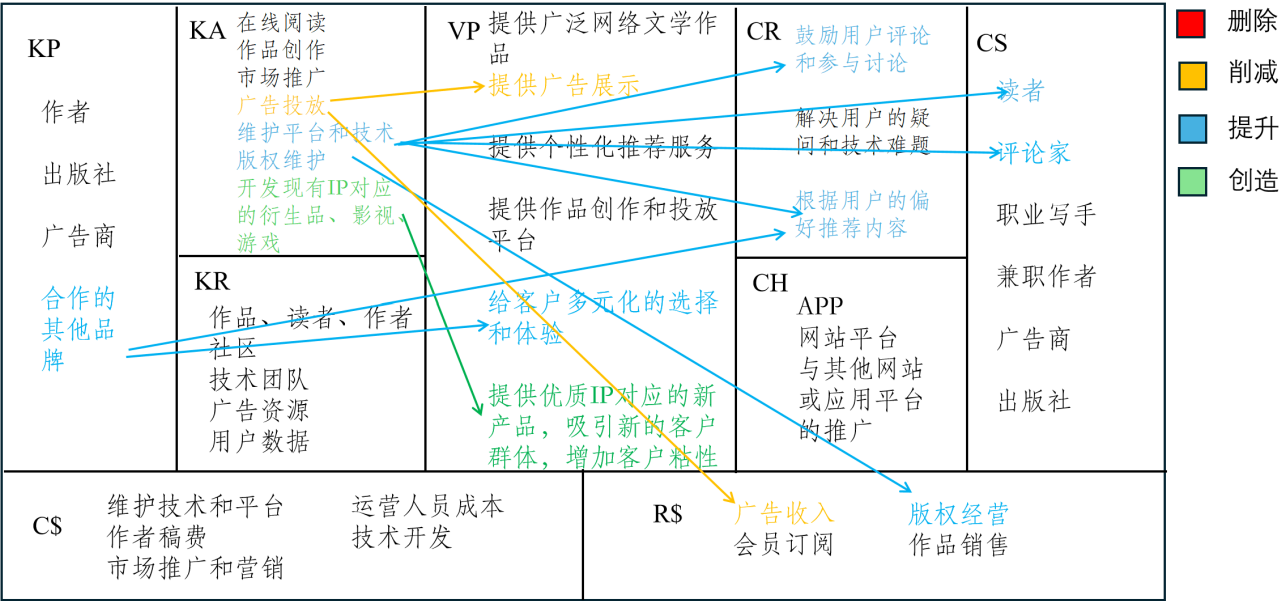 KP
作者
出版社
广告商
合作的
其他品
牌
KA
在线阅读
作品创作
市场推广
广告投放
维护平台和技术
版权维护
开发现有IP对应
的衍生品、影视、
游戏
KR
作品、读者、作者
社区
技术团队
广告资源
用户数据
VP
提供广泛网络文学作
品
提供广告展示
提供个性化推荐服务
提供作品创作和投放
平台
给客户多元化的选择
和体验
提供优质IP对应的新
产品，吸引新的客户
群体，增加客户粘性
CR
鼓励用户评论
和参与讨论
解决用户的疑
问和技术难题
根据用户的偏
好推荐内容
CH
APP
网站平台
与其他网站
或应用平台
的推广
CS
读者
评论家
职业写手
兼职作者
广告商
出版社
C$
维护技术和平台
作者稿费
市场推广和营销
运营人员成本
技术开发
R$
广告收入
会员订阅
版权经营
作品销售
删除
削减
提升
创造